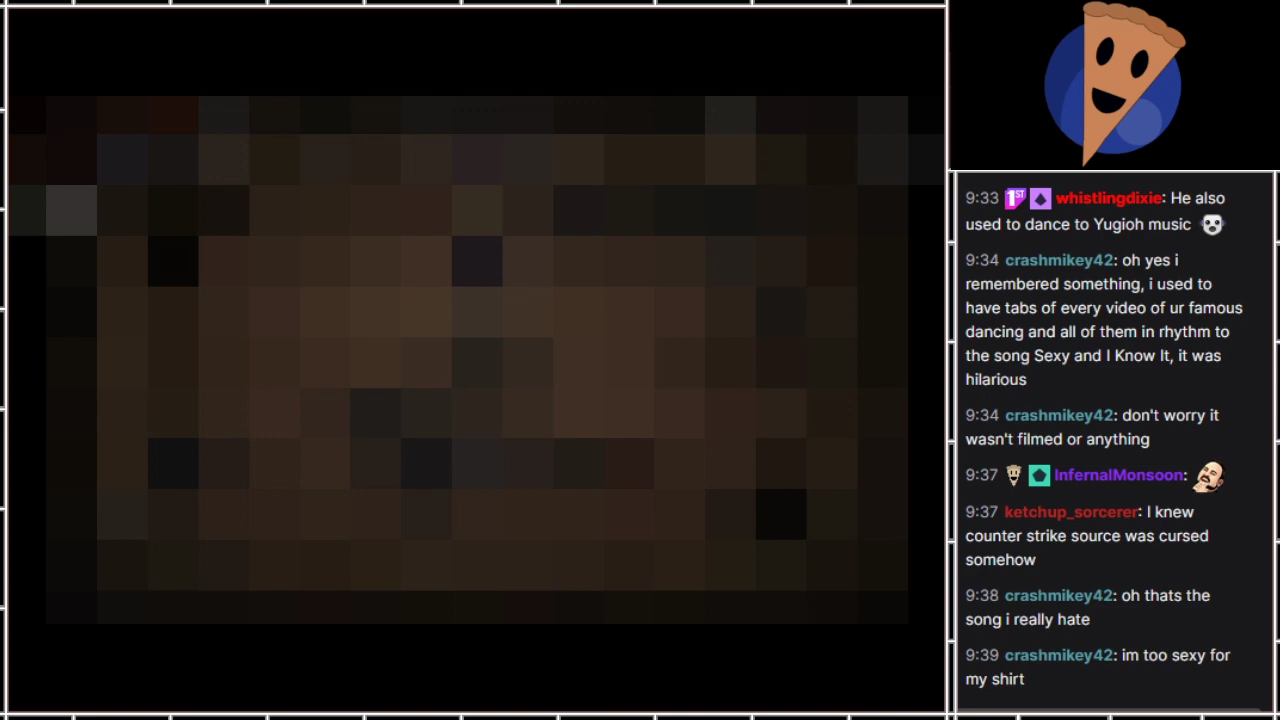 9:33 1ST whistlingdixie: He also
used to dance to Yugioh music
9:34 crashmikey42: oh yes i
remembered something, i used to
have tabs of every video of ur famous
dancing and all of them in rhythm to
the song Sexy and I Know It, it was
hilarious
9:34 crashmikey42: don't worry it
wasn't filmed or anything
9:37 InfernalMonsoon:
9:37 ketchup_sorcerer: I knew
counter strike source was cursed
somehow
9:38 crashmikey42: oh thats the
song i really hate
9:39 crashmikey42: im too sexy for
my shirt